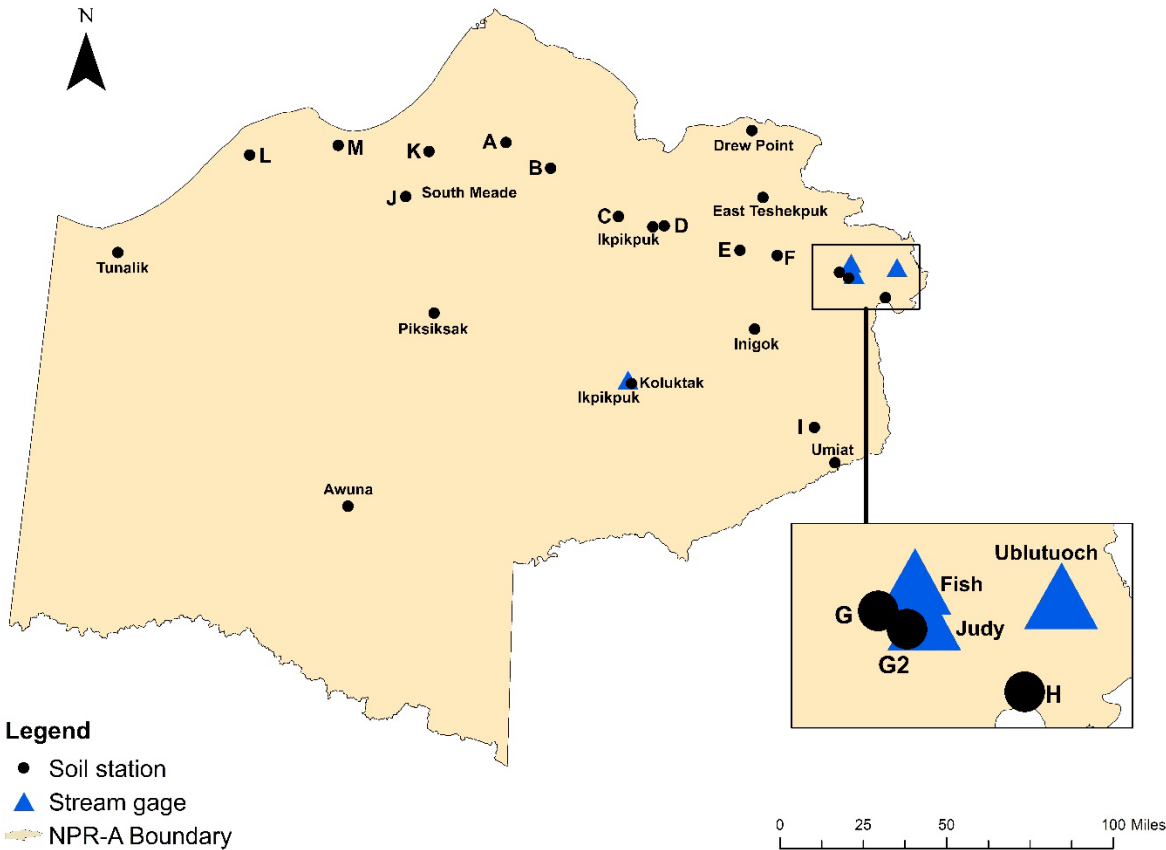 N
Drew Point
A
M
K
L
B
J
South Meade
East Teshekpuk
C
D
Ikpikpuk
E
F
Tunalik
Piksiksak
Inigok
Koluktak
Ikpikpuk
I
Umiat
Awuna
Ublutuoch
Fish
G
Judy
G2
H
Legend
Soil station
Stream gage
NPR-A Boundary
0 25 50 100 Miles